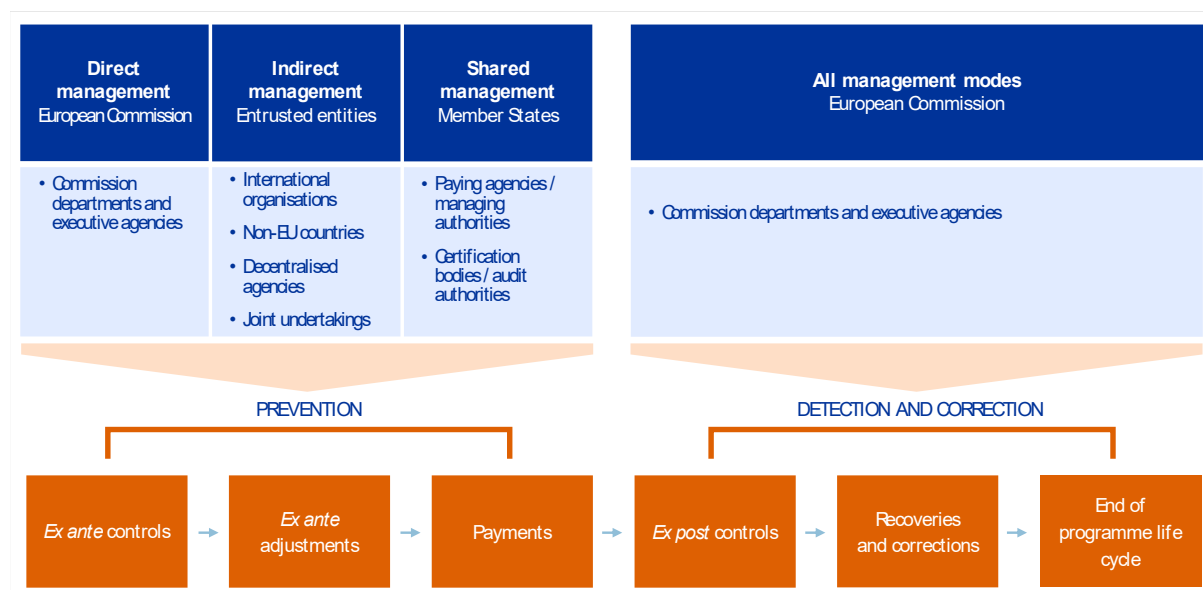 Direct
management
European Commission
Indirect
management
Entrusted entities
Shared
management
Member States
All management modes
European Commission
• Commission
departments and
executive agencies
• International
organisations
• Non-EU countries
• Decentralised
agencies
• Joint undertakings
• Paying agencies /
managing
authorities
• Certification
bodies / audit
authorities
• Commission departments and executive agencies
PREVENTION
DETECTION AND CORRECTION
Ex ante controls
Ex ante
adjustments
Payments
Ex post controls
Recoveries
and corrections
End of
programme life
cycle